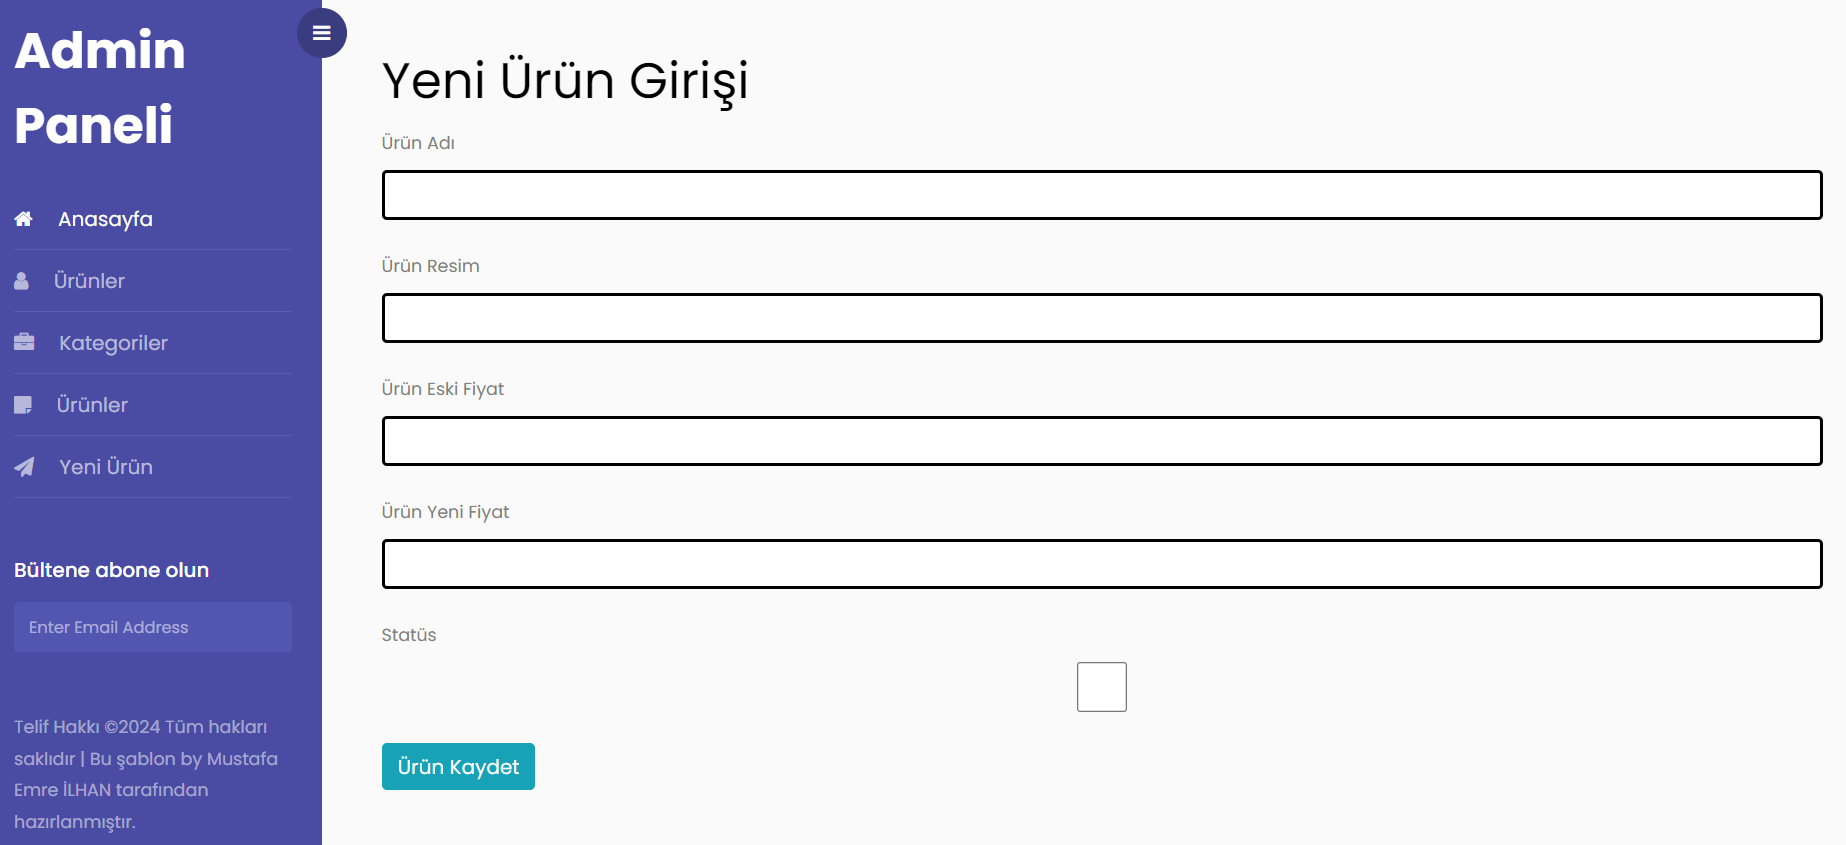 Admin
Paneli
Anasayfa
Ürünler
Kategoriler
Ürünler
Yeni Ürün
Bültene abone olun
Enter Email Address
Telif Hakkı ©2024 Tüm hakları
saklıdır | Bu şablon by Mustafa
Emre İLHAN tarafından
hazırlanmıştır.
Yeni Ürün Girişi
Ürün Adı
Ürün Resim
Ürün Eski Fiyat
Ürün Yeni Fiyat
Statüs
Ürün Kaydet